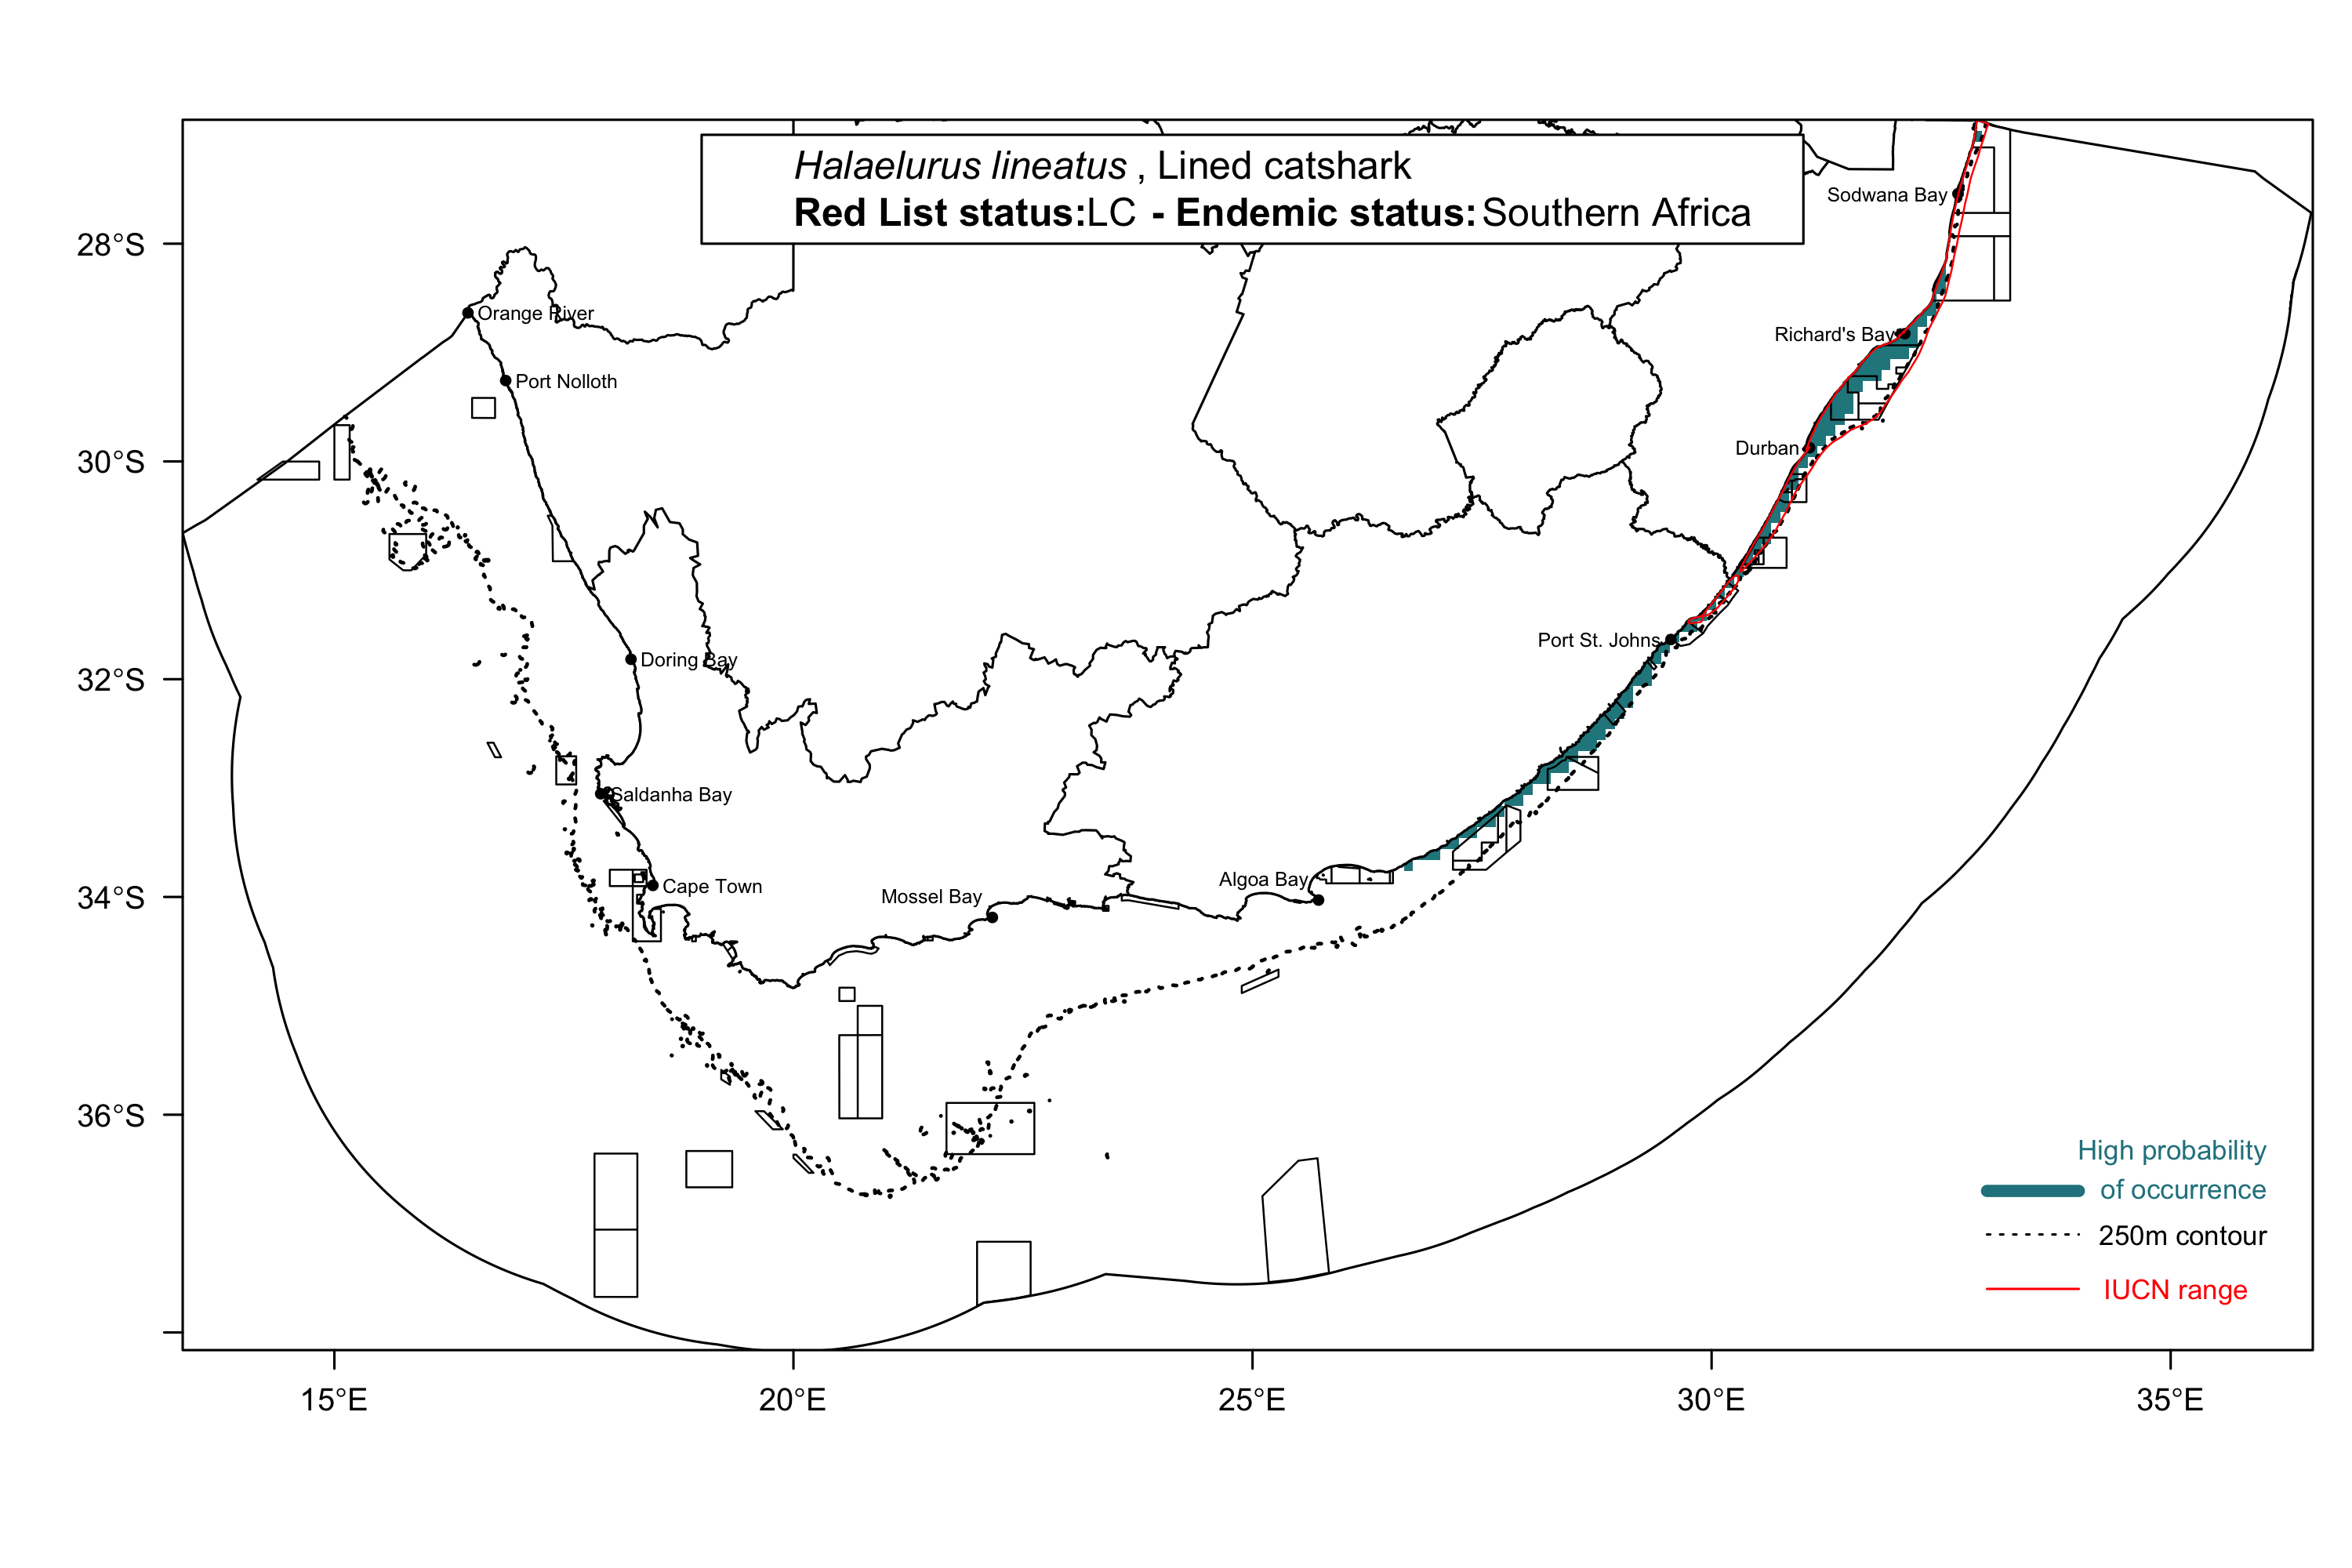 Halaelurus lineatus , Lined catshark
Red List status:LC - Endemic status:Southern Africa
Sodwana Bay
28°S
Orange River
Richard's Bay
Port Nolloth
Durban
30°S
Port St. Johns
Doring Bay
32°S
Saldanha Bay
Algoa Bay
Cape Town
Mossel Bay
34°S
36°S
High probability
of occurrence
250m contour
IUCN range
15°E
20°E
25°E
30°E
35°E